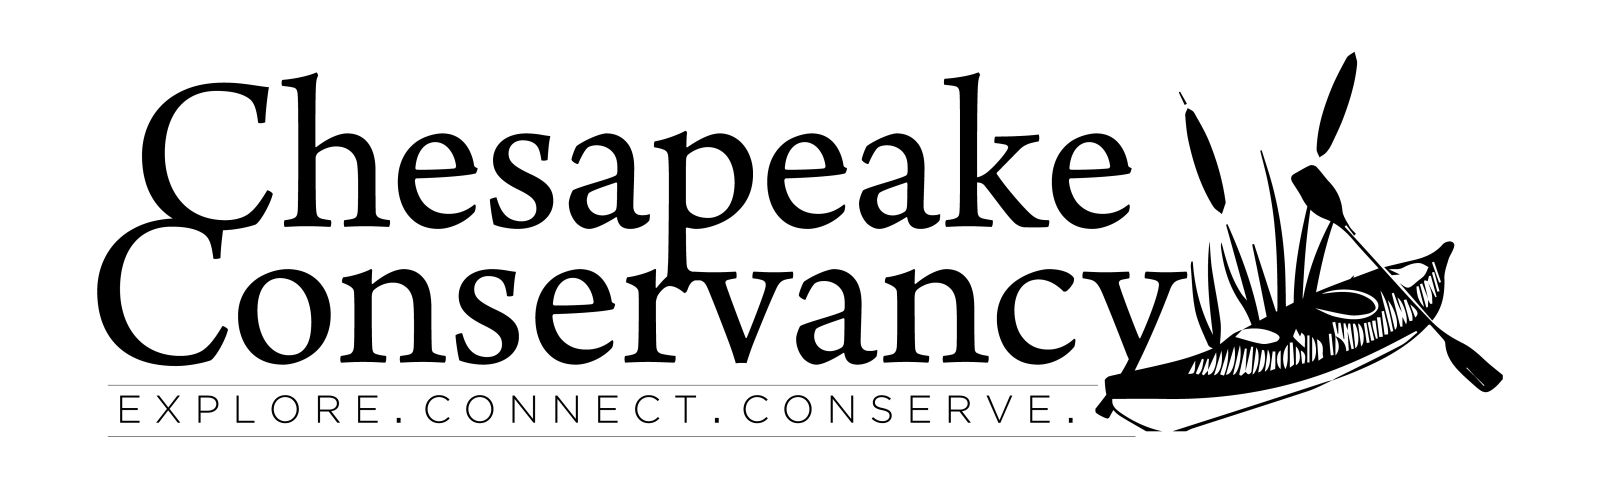 Chesapeake
Conservancy
EXPLORE. CONNECT. CONSERVE.